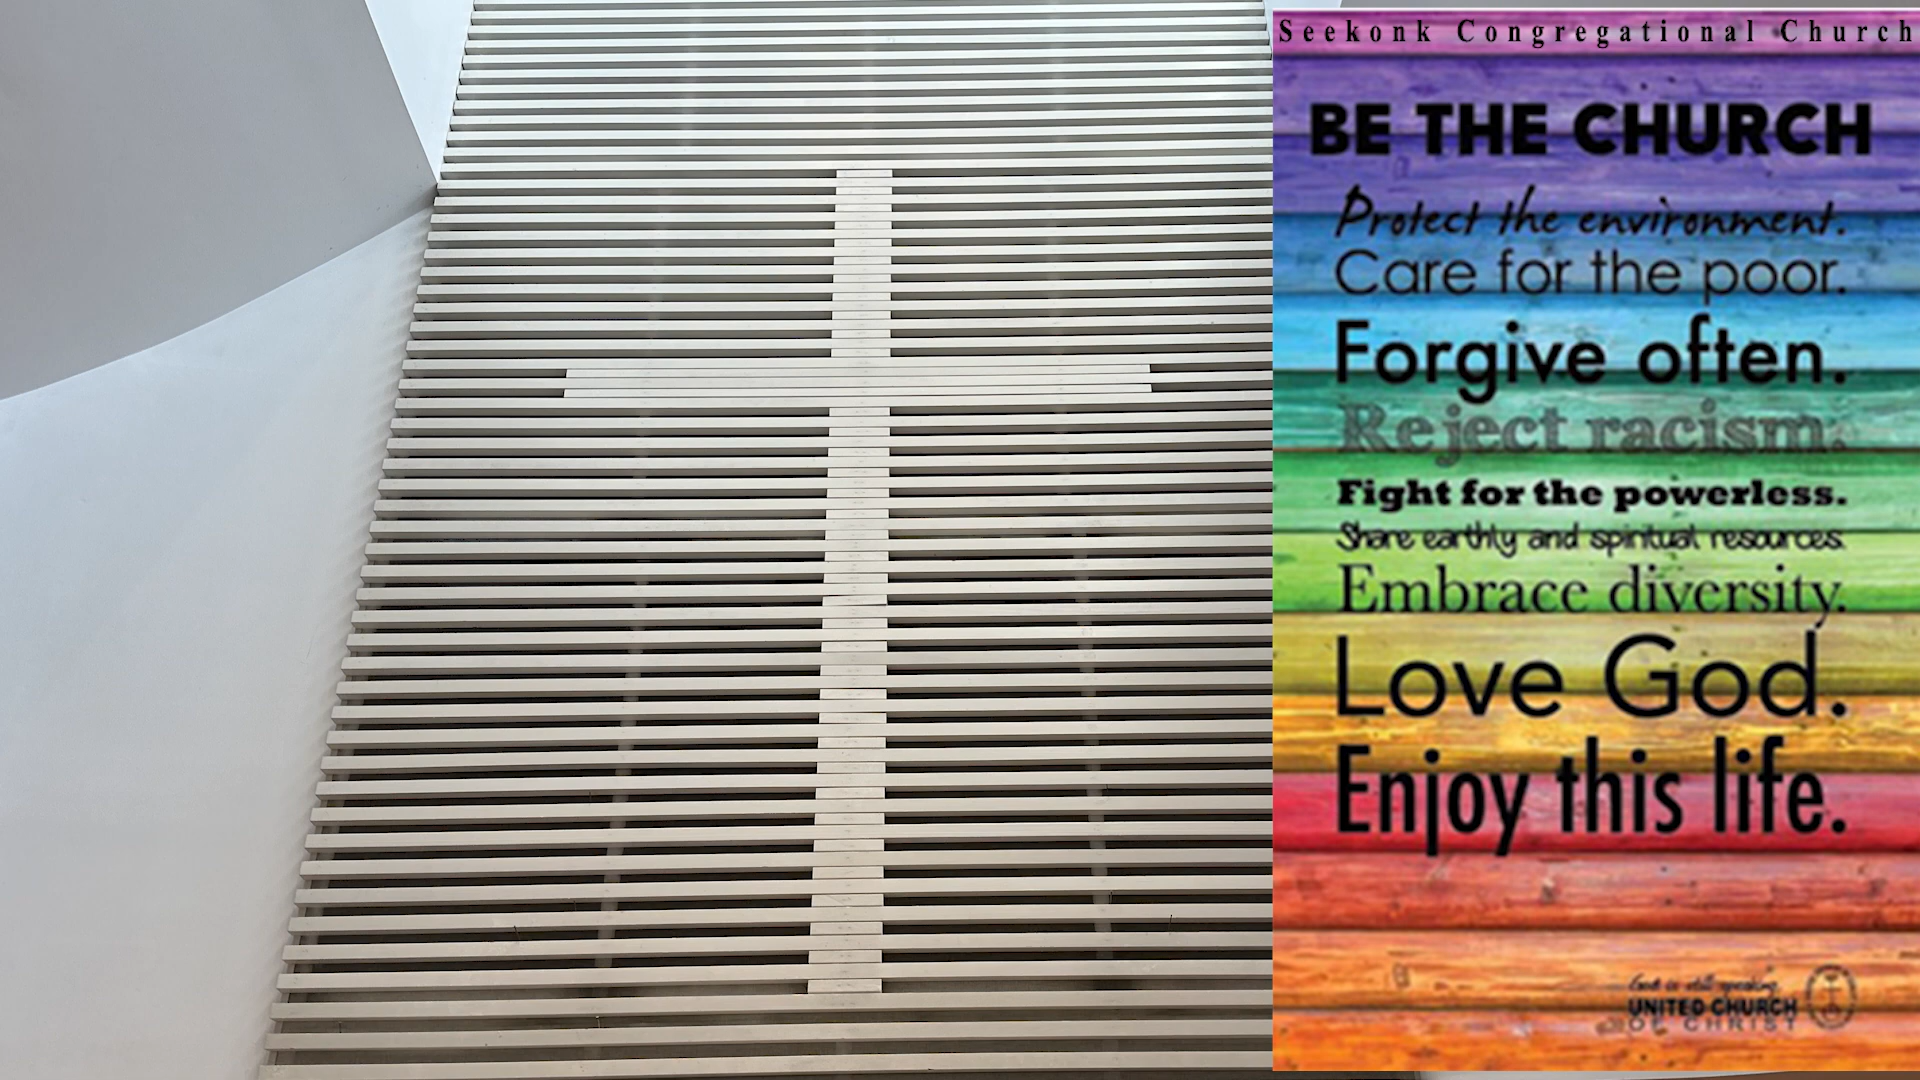 Seekonk Congregational Church
BE THE CHURCH
Protect the environment.
Care for the poor.
Forgive often.
Reject racism.
Fight for the powerless.
Share earthly and spiritual resources.
Embrace diversity.
Love God.
Enjoy this life.
God is still speaking,
UNITED CHURCH
OF CHRIST